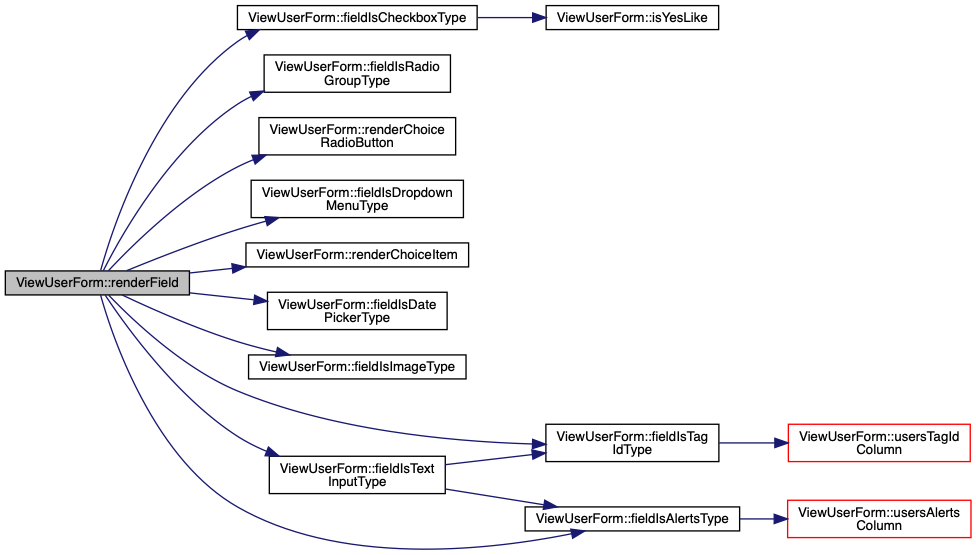 ViewUserForm::fieldIsCheckboxType
ViewUserForm::isYesLike
ViewUserForm::fieldIsRadio
GroupType
ViewUserForm::renderChoice
RadioButton
ViewUserForm::fieldIsDropdown
MenuType
ViewUserForm::renderChoiceItem
ViewUserForm::renderField
ViewUserForm::fieldIsDate
PickerType
ViewUserForm::fieldIsImageType
ViewUserForm::fieldIsTag
IdType
ViewUserForm::usersTagId
Column
ViewUserForm::fieldIsText
InputType
ViewUserForm::fieldIsAlertsType
ViewUserForm::usersAlerts
Column